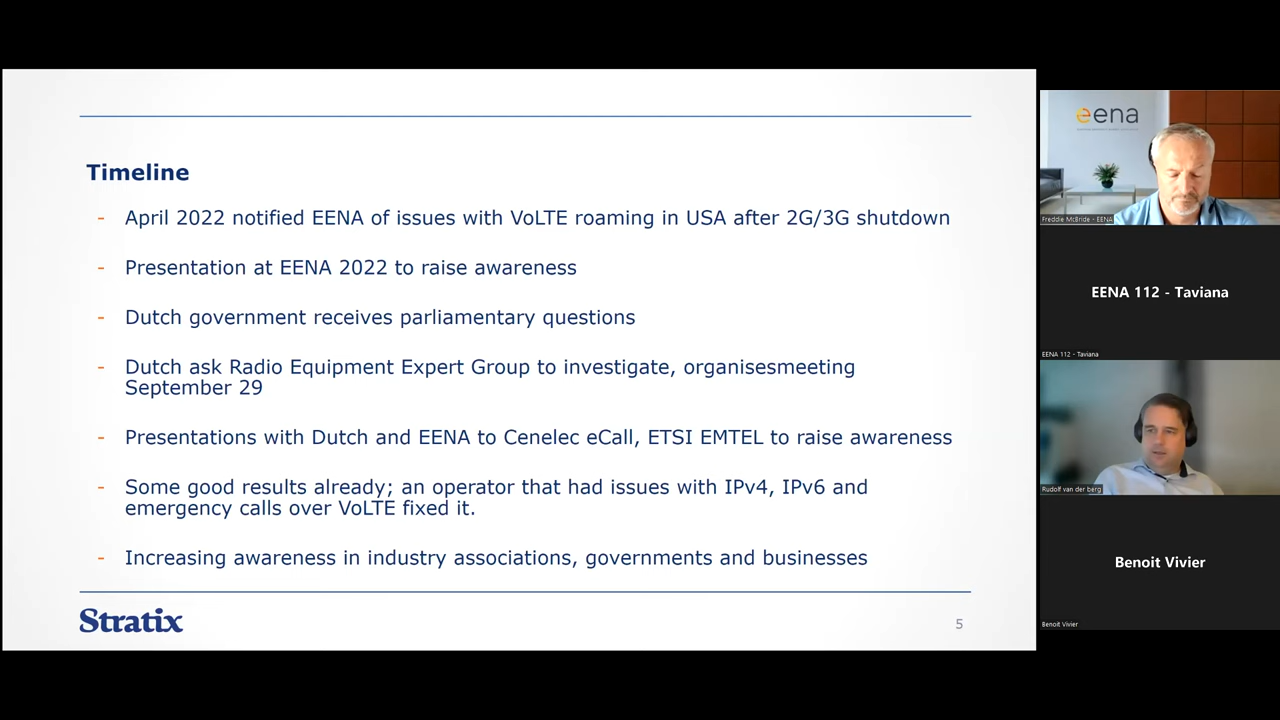 Timeline
- April 2022 notified EENA of issues with VoLTE roaming in USA after 2G/3G shutdown
- Presentation at EENA 2022 to raise awareness
- Dutch government receives parliamentary questions
- Dutch ask Radio Equipment Expert Group to investigate, organisesmeeting
September 29
- Presentations with Dutch and EENA to Cenelec eCall, ETSI EMTEL to raise awareness
- Some good results already; an operator that had issues with IPv4, IPv6 and
emergency calls over VoLTE fixed it.
- Increasing awareness in industry associations, governments and businesses
Stratix
5
eena
Freddie McBride - EENA
EENA 112 - Taviana
EENA 112 - Taviana
Rudolf van der berg
Benoit Vivier
Benoit Vivier